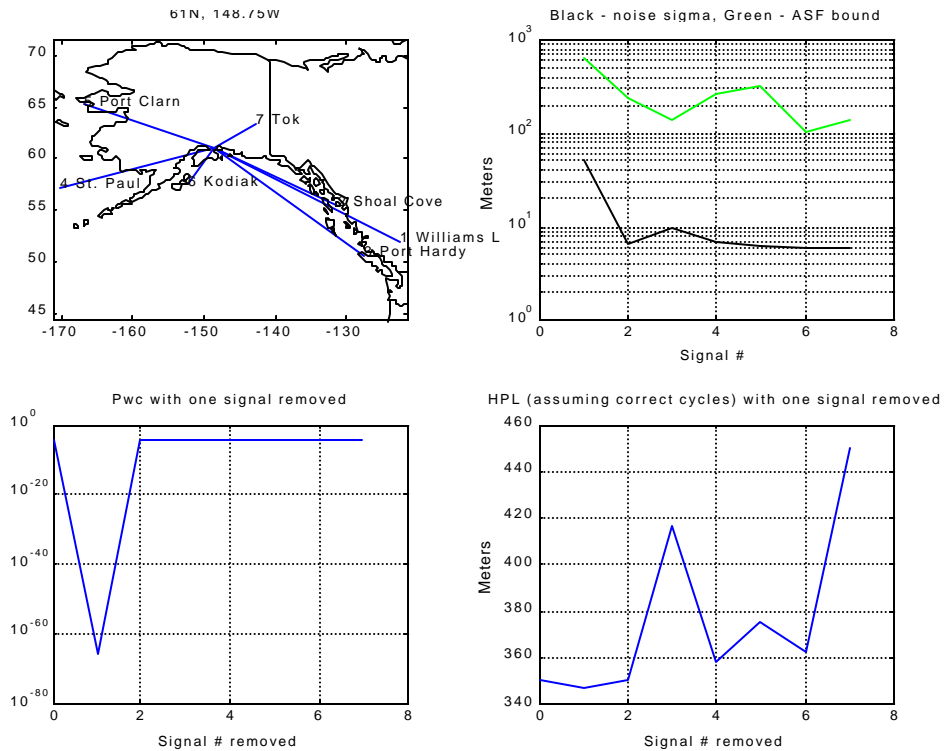 61N, 148.75W
70
65
60
55
50
45
-170
-160
-150
-140
-130
Port Clarn
7 Tok
4 St. Paul
6 Kodiak
Shoal Cove
1 Williams L
Port Hardy
Black - noise sigma, Green - ASF bound
10^3
10^2
10^1
10^0
Meters
0
2
4
6
8
Signal #
Pwc with one signal removed
10^0
10^-20
10^-40
10^-60
10^-80
0
2
4
6
8
Signal # removed
HPL (assuming correct cycles) with one signal removed
460
440
420
400
380
360
340
Meters
0
2
4
6
8
Signal # removed